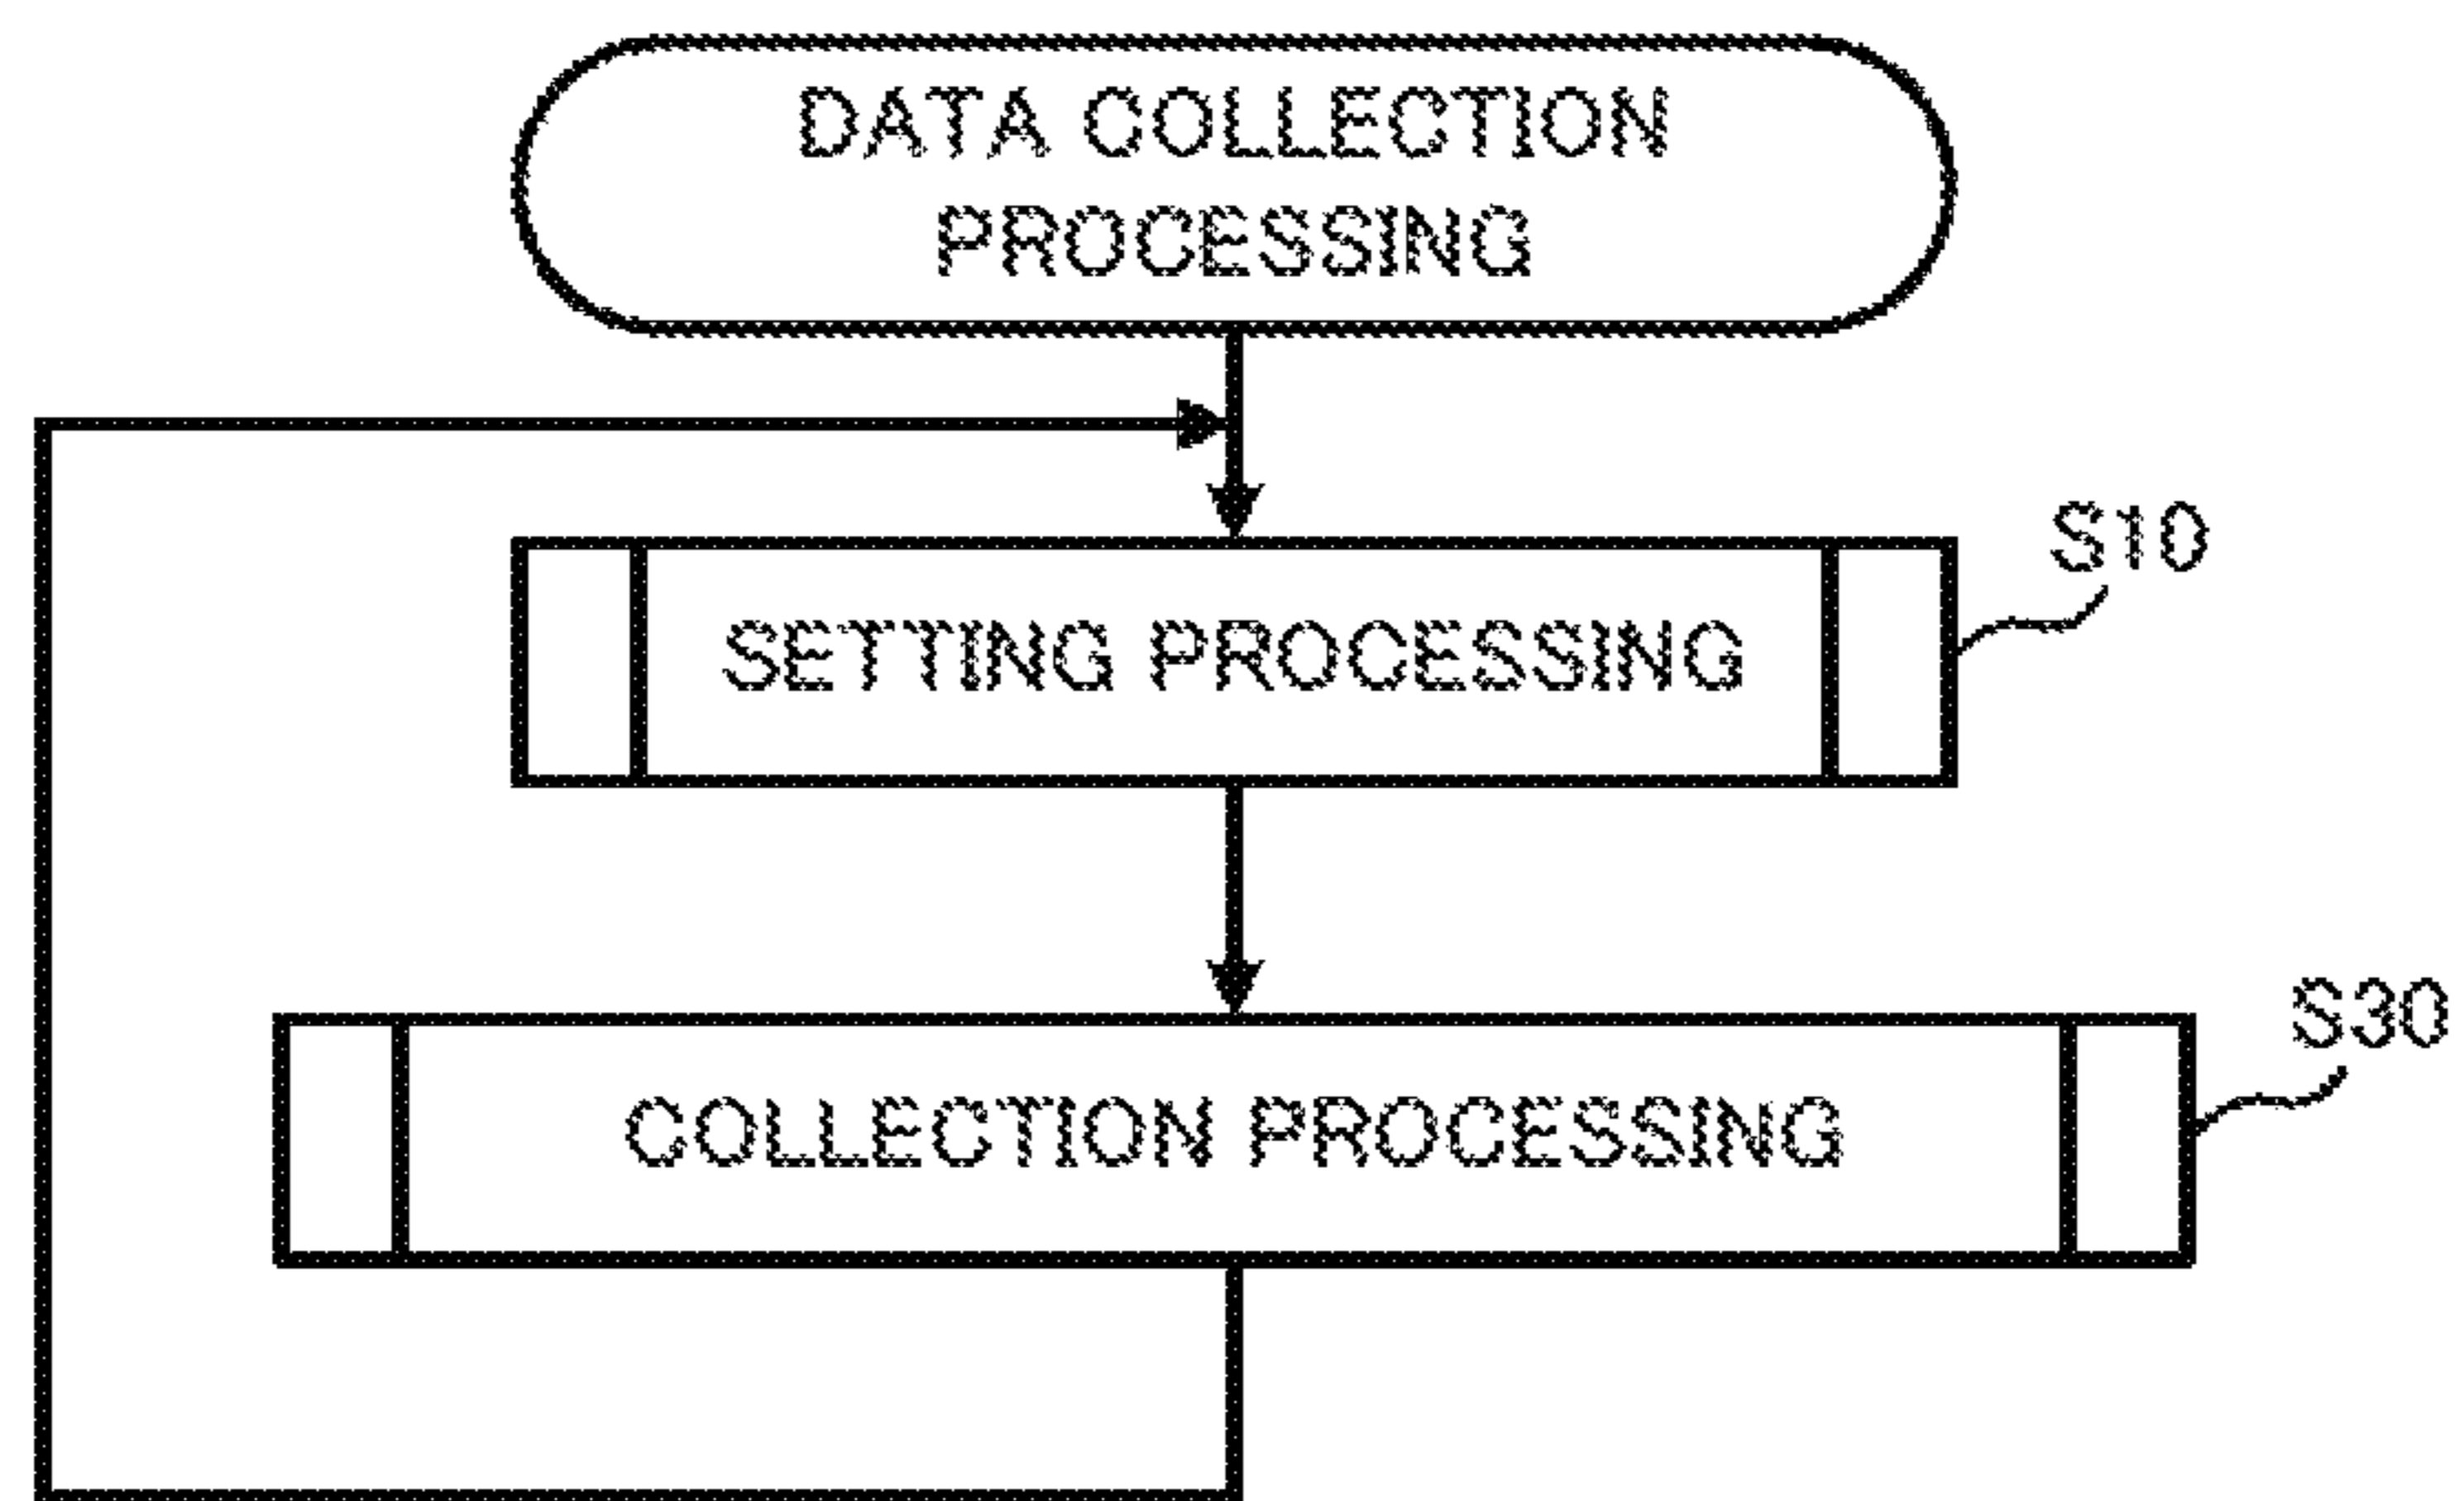 DATA COLLECTION
PROCESSING
S10
SETTING PROCESSING
S30
COLLECTION PROCESSING